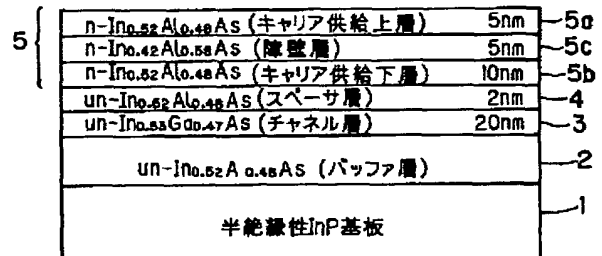 5
n-In0.52Al0.48As (キャリア供給上層) 5nm 5a
n-In0.42Al0.58As (障壁層) 5nm 5c
n-In0.52Al0.48As (キャリア供給下層) 10nm 5b
un-In0.52Al0.48As (スペーサ層) 2nm 4
un-In0.53Ga0.47As (チャネル層) 20nm 3
un-In0.52A 0.48As (バッファ層) 2
半絶縁性InP基板 1